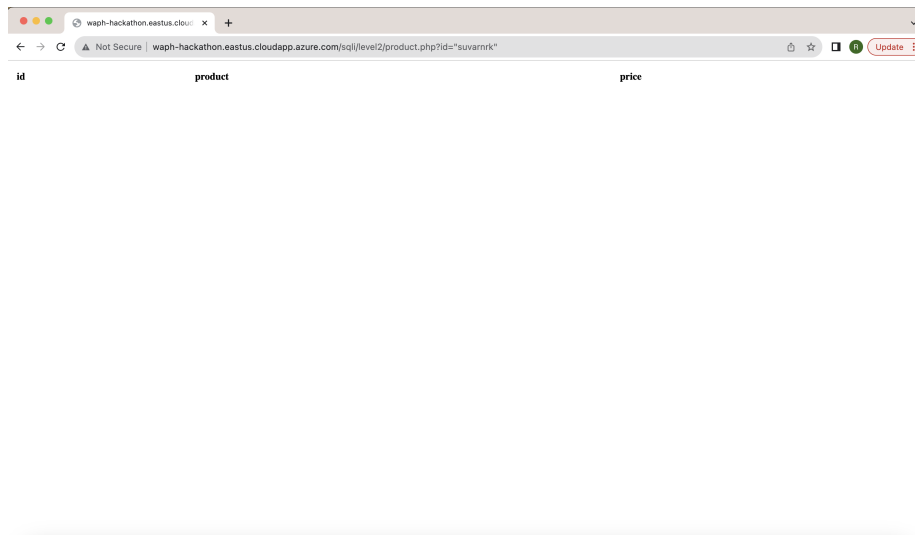 waph-hackathon.eastus.cloud
Not Secure waph-hackathon.eastus.cloudapp.azure.com/sqli/level2/product.php?id="suvarnrk" R Update
id product price